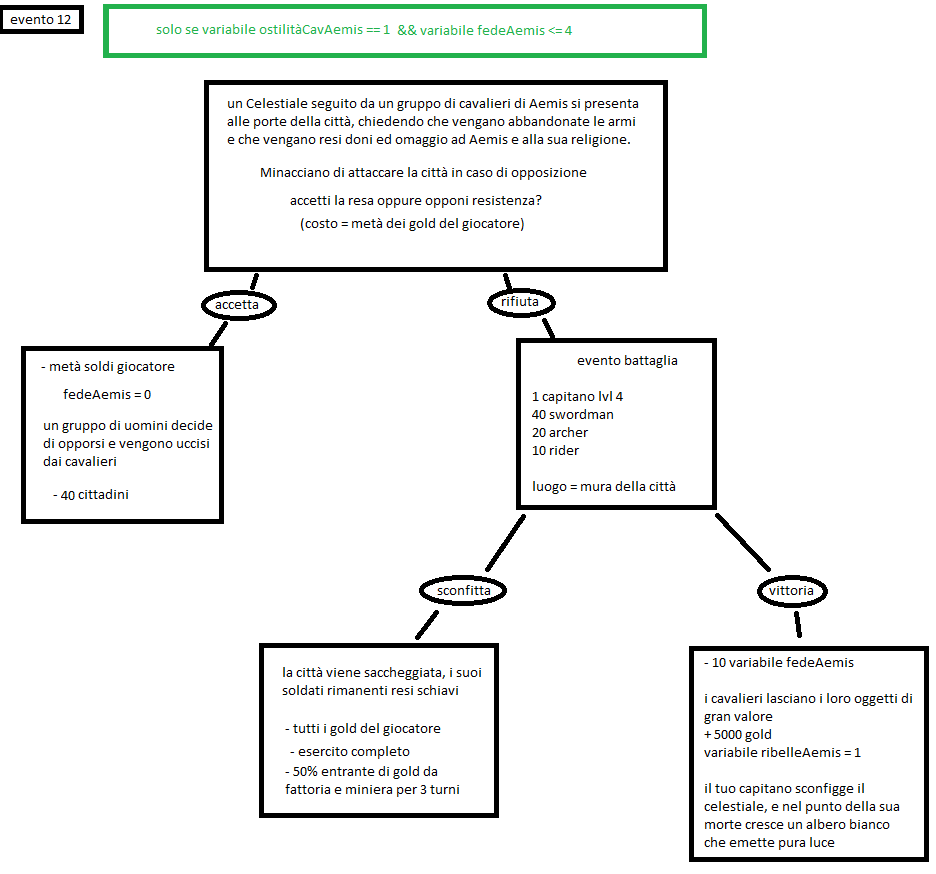 evento 12
solo se variabile ostilitàCavAemis == 1 && variabile fedeAemis <= 4
un Celestiale seguito da un gruppo di cavalieri di Aemis si presenta
alle porte della città, chiedendo che vengano abbandonate le armi
e che vengano resi doni ed omaggio ad Aemis e alla sua religione.
Minacciano di attaccare la città in caso di opposizione
accetti la resa oppure opponi resistenza?
(costo = metà dei gold del giocatore)
accetta
rifiuta
- metà soldi giocatore
fedeAemis = 0
un gruppo di uomini decide
di opporsi e vengono uccisi
dai cavalieri
- 40 cittadini
evento battaglia
1 capitano lvl 4
40 swordman
20 archer
10 rider
luogo = mura della città
sconfitta
vittoria
la città viene saccheggiata, i suoi
soldati rimanenti resi schiavi
- tutti i gold del giocatore
- esercito completo
- 50% entrante di gold da
fattoria e miniera per 3 turni
- 10 variabile fedeAemis
i cavalieri lasciano i loro oggetti di
gran valore
+ 5000 gold
variabile ribelleAemis = 1
il tuo capitano sconfigge il
celestiale, e nel punto della sua
morte cresce un albero bianco
che emette pura luce